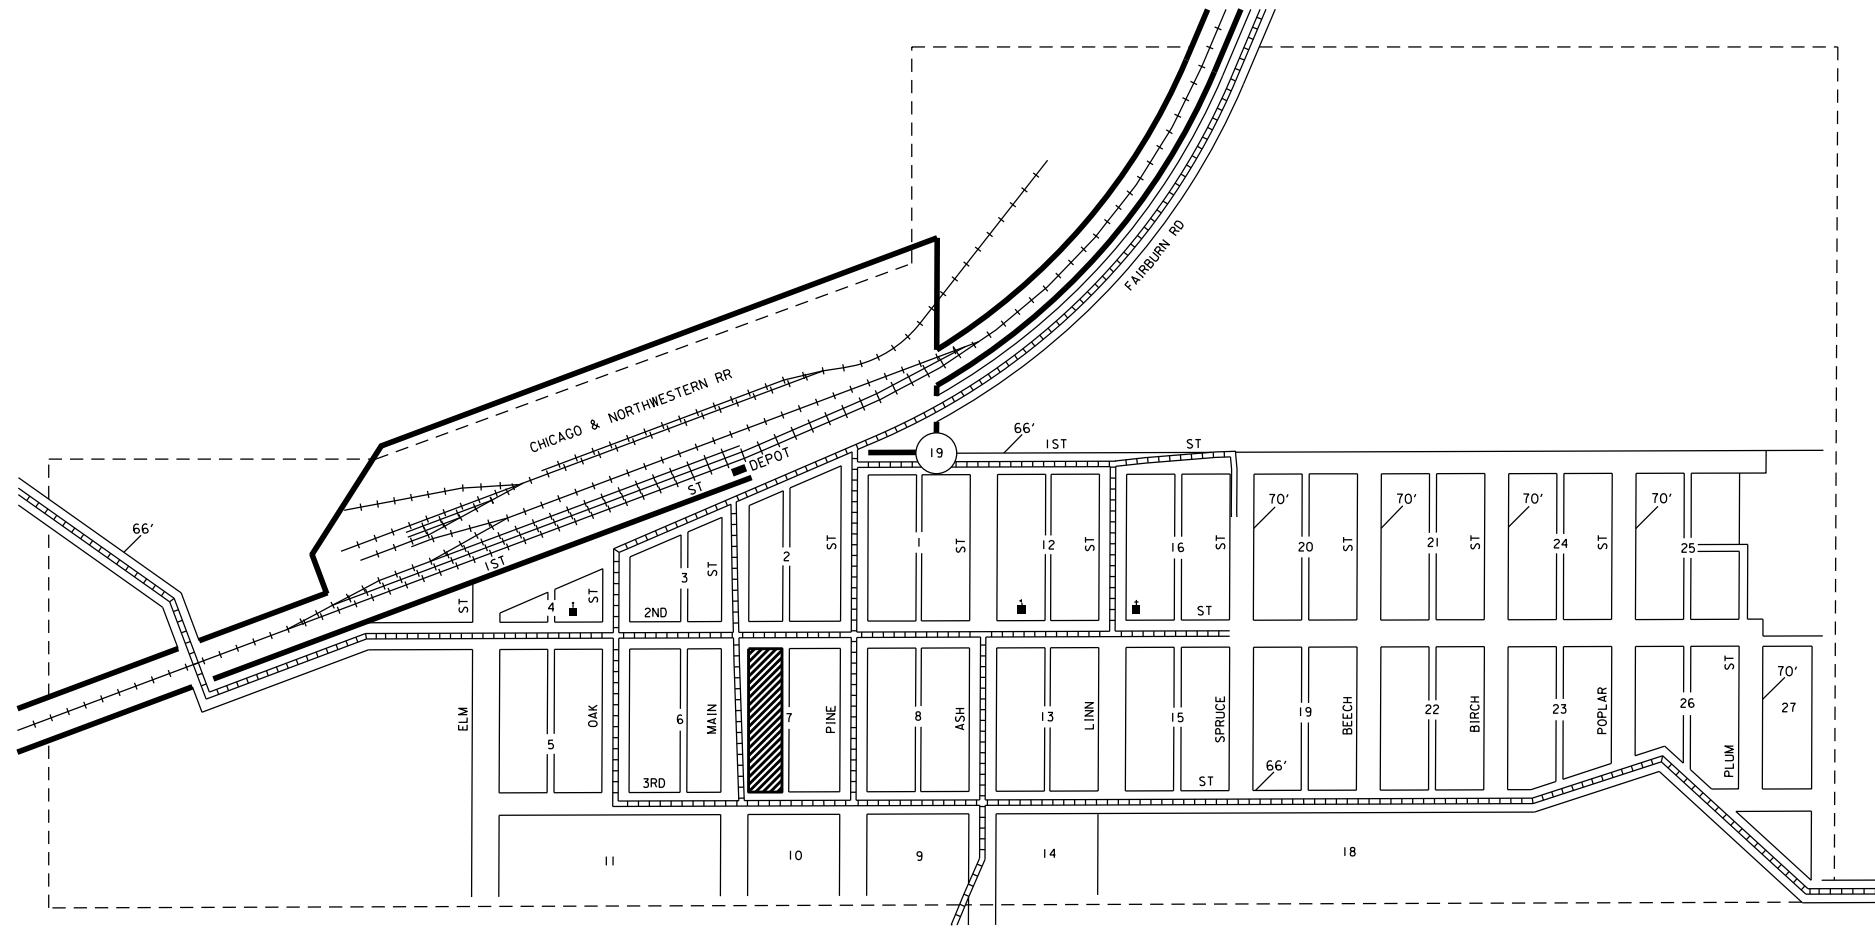 FAIRBURN RD
CHICAGO & NORTHWESTERN RR
66'
1ST ST
19
DEPOT
ST
1ST
66'
70'
70'
70'
70'
ST
ST
ST
ST
ST
ST
ST
ST
ST
ST
ST
1
2
3
4
12
16
20
21
24
25
2ND
ST
ELM
OAK
MAIN
PINE
ASH
LINN
SPRUCE
BEECH
BIRCH
POPLAR
PLUM
ST
5
6
7
8
13
15
19
22
23
26
70'
27
3RD
ST
66'
11
10
9
14
18